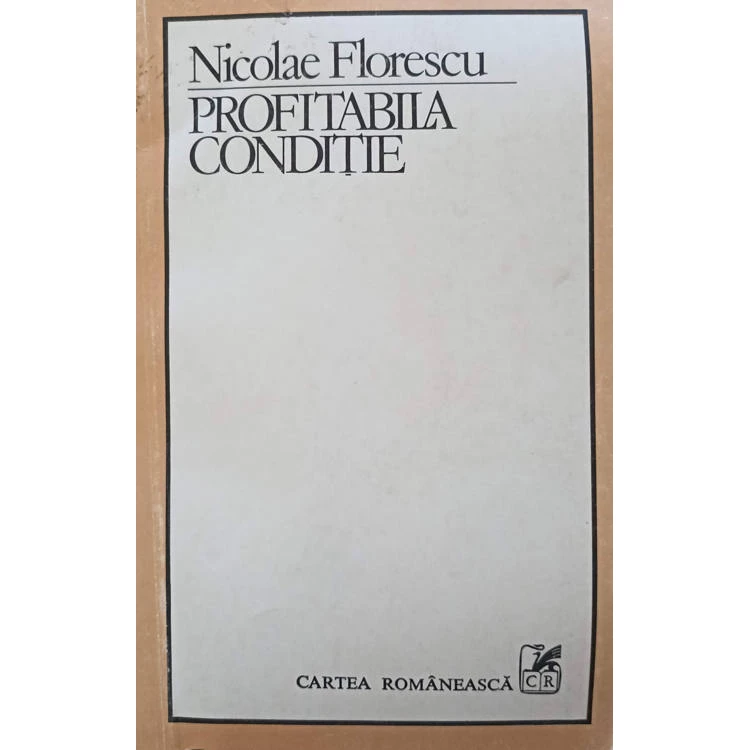 Nicolae Florescu
PROFITABILA
CONDIȚIE
CARTEA ROMÂNEASCĂ
CR